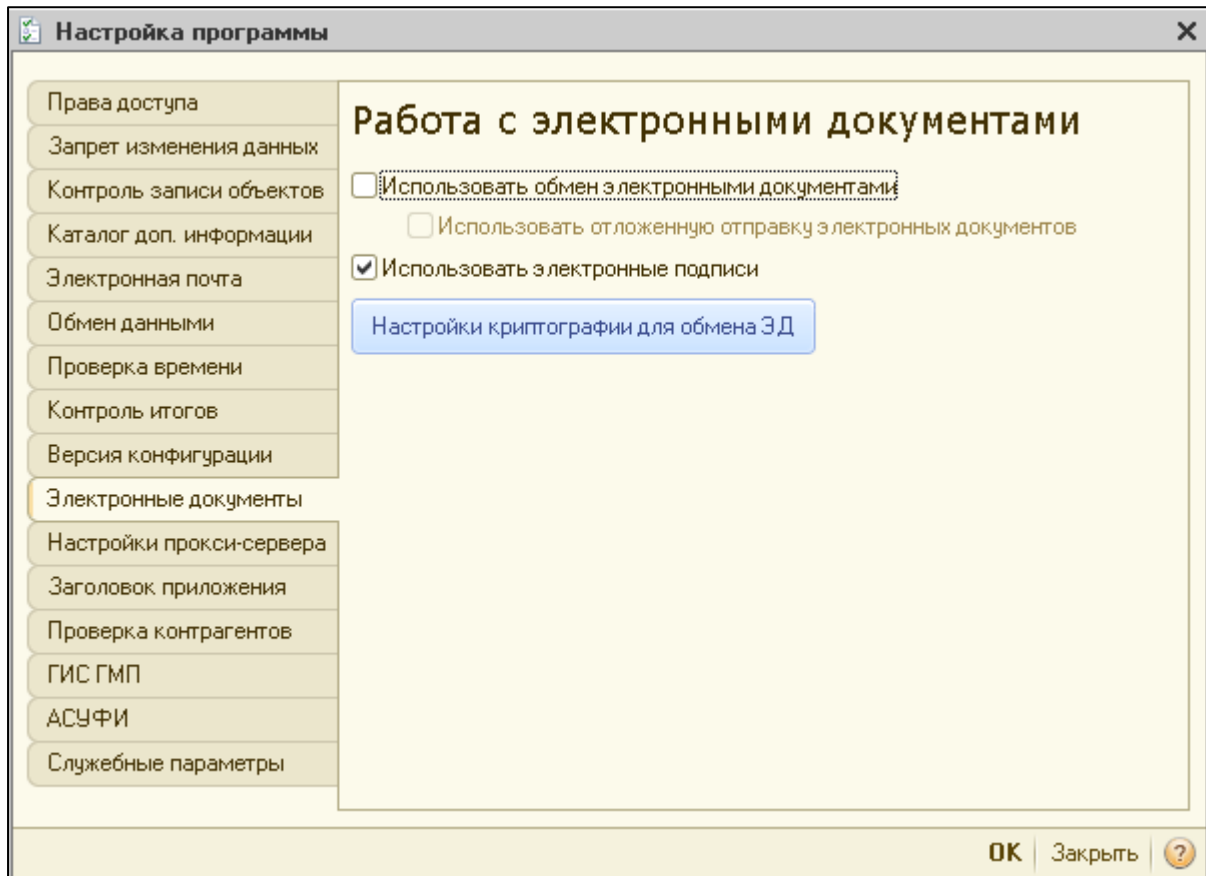 Настройка программы
Права доступа
Запрет изменения данных
Контроль записи объектов
Каталог доп. информации
Электронная почта
Обмен данными
Проверка времени
Контроль итогов
Версия конфигурации
Электронные документы
Настройки прокси-сервера
Заголовок приложения
Проверка контрагентов
ГИС ГМП
АСУФИ
Служебные параметры
Работа с электронными документами
Использовать обмен электронными документами
Использовать отложенную отправку электронных документов
Использовать электронные подписи
Настройки криптографии для обмена ЭД
OK Закрыть ?